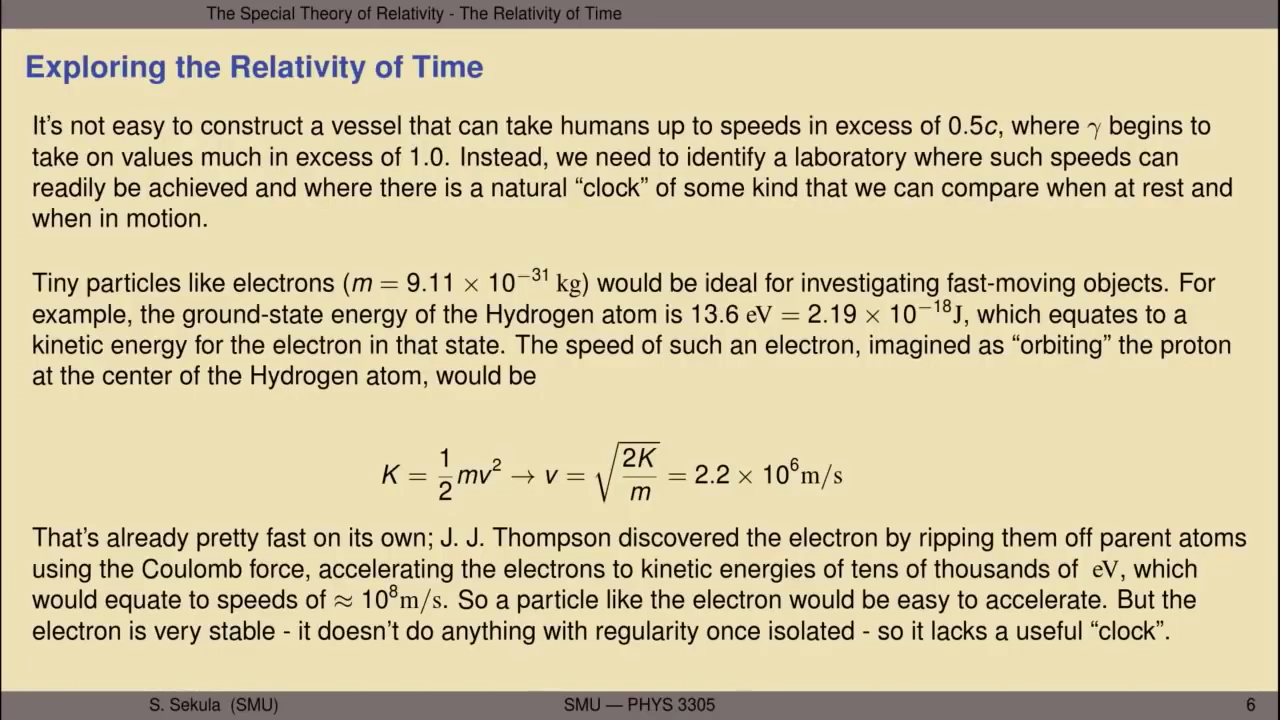 The Special Theory of Relativity - The Relativity of Time
Exploring the Relativity of Time
It's not easy to construct a vessel that can take humans up to speeds in excess of 0.5c, where γ begins to
take on values much in excess of 1.0. Instead, we need to identify a laboratory where such speeds can
readily be achieved and where there is a natural “clock” of some kind that we can compare when at rest and
when in motion.
Tiny particles like electrons (m = 9.11 × 10⁻³¹ kg) would be ideal for investigating fast-moving objects. For
example, the ground-state energy of the Hydrogen atom is 13.6 eV = 2.19 × 10⁻¹⁸J, which equates to a
kinetic energy for the electron in that state. The speed of such an electron, imagined as “orbiting” the proton
at the center of the Hydrogen atom, would be
K = 1/2 mv² → v = √(2K/m) = 2.2 × 10⁶m/s
That's already pretty fast on its own; J. J. Thompson discovered the electron by ripping them off parent atoms
using the Coulomb force, accelerating the electrons to kinetic energies of tens of thousands of eV, which
would equate to speeds of ≈ 10⁸m/s. So a particle like the electron would be easy to accelerate. But the
electron is very stable - it doesn't do anything with regularity once isolated - so it lacks a useful “clock”.
S. Sekula (SMU) SMU — PHYS 3305 6